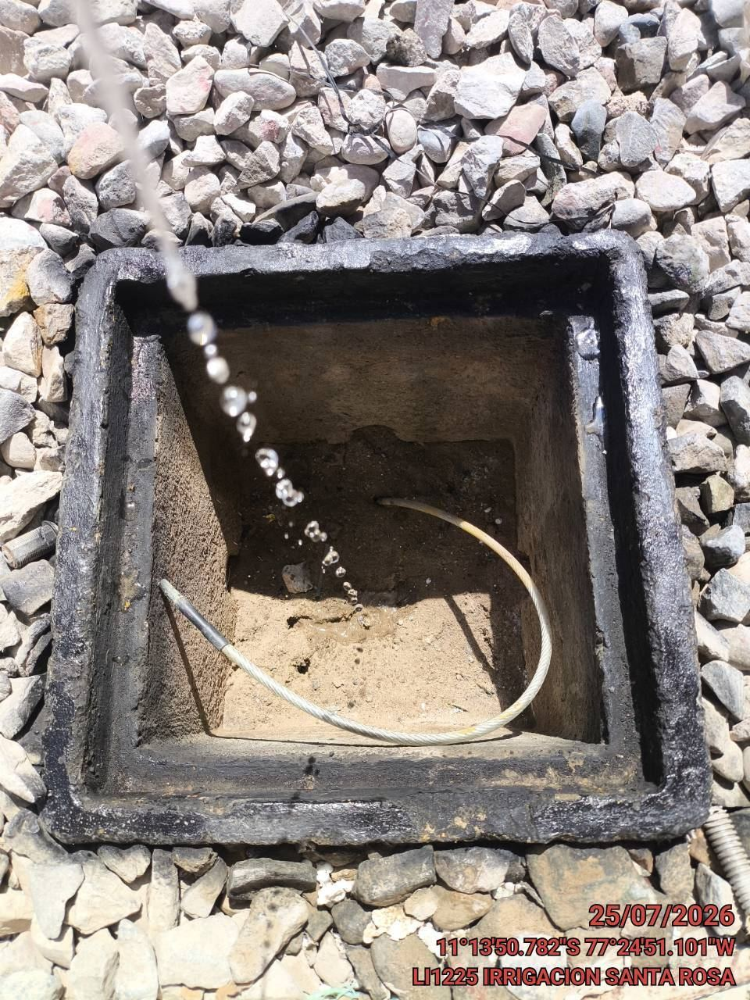 25/07/2026
11°13'50.782"S 77°24'51.101"W
LI1225 IRRIGACION SANTA ROSA